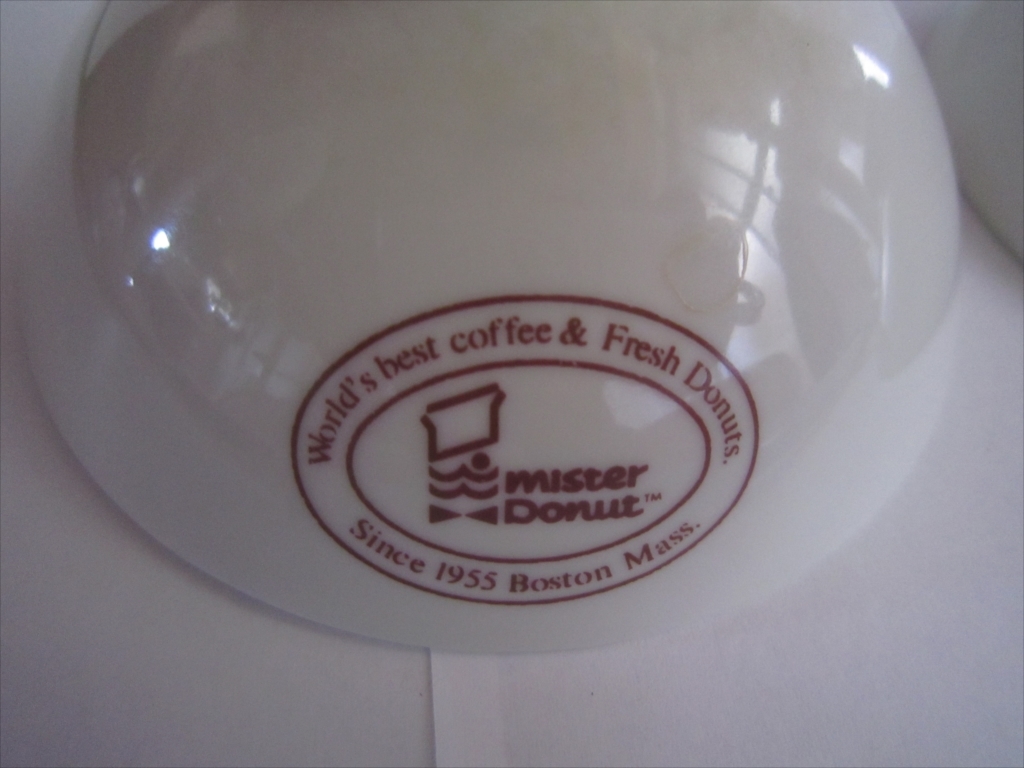 World's best coffee & Fresh Donuts.
mister
Donut™
Since 1955 Boston Mass.